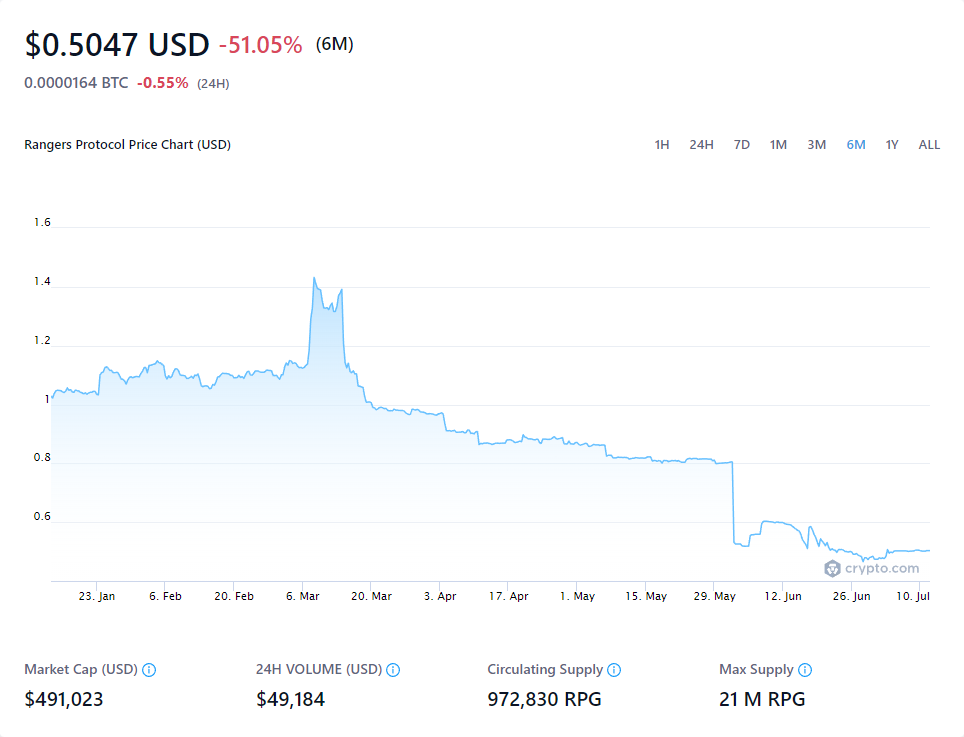 $0.5047 USD -51.05% (6M)
0.0000164 BTC -0.55% (24H)
Rangers Protocol Price Chart (USD)
1H 24H 7D 1M 3M 6M 1Y ALL
1.6
1.4
1.2
1
0.8
0.6
crypto.com
23. Jan 6. Feb 20. Feb 6. Mar 20. Mar 3. Apr 17. Apr 1. May 15. May 29. May 12. Jun 26. Jun 10. Jul
Market Cap (USD) 24H VOLUME (USD) Circulating Supply Max Supply
$491,023 $49,184 972,830 RPG 21 M RPG